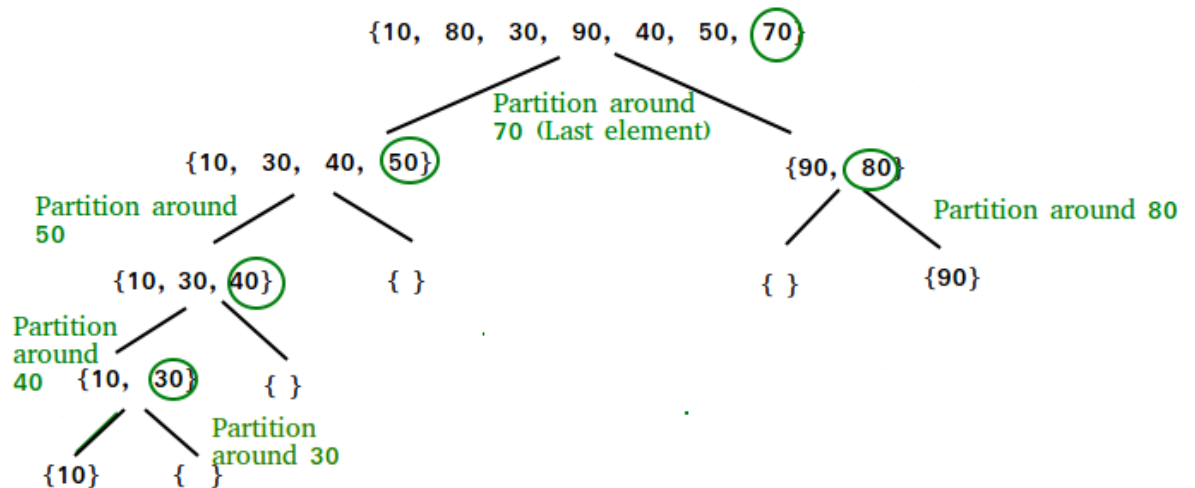 {10, 80, 30, 90, 40, 50, 70}
Partition around
70 (Last element)
{10, 30, 40, 50}
{90, 80}
Partition around
50
Partition around 80
{10, 30, 40}
{ }
{ }
{90}
Partition
around
40
{10, 30}
{ }
Partition
around 30
{10}
{ }